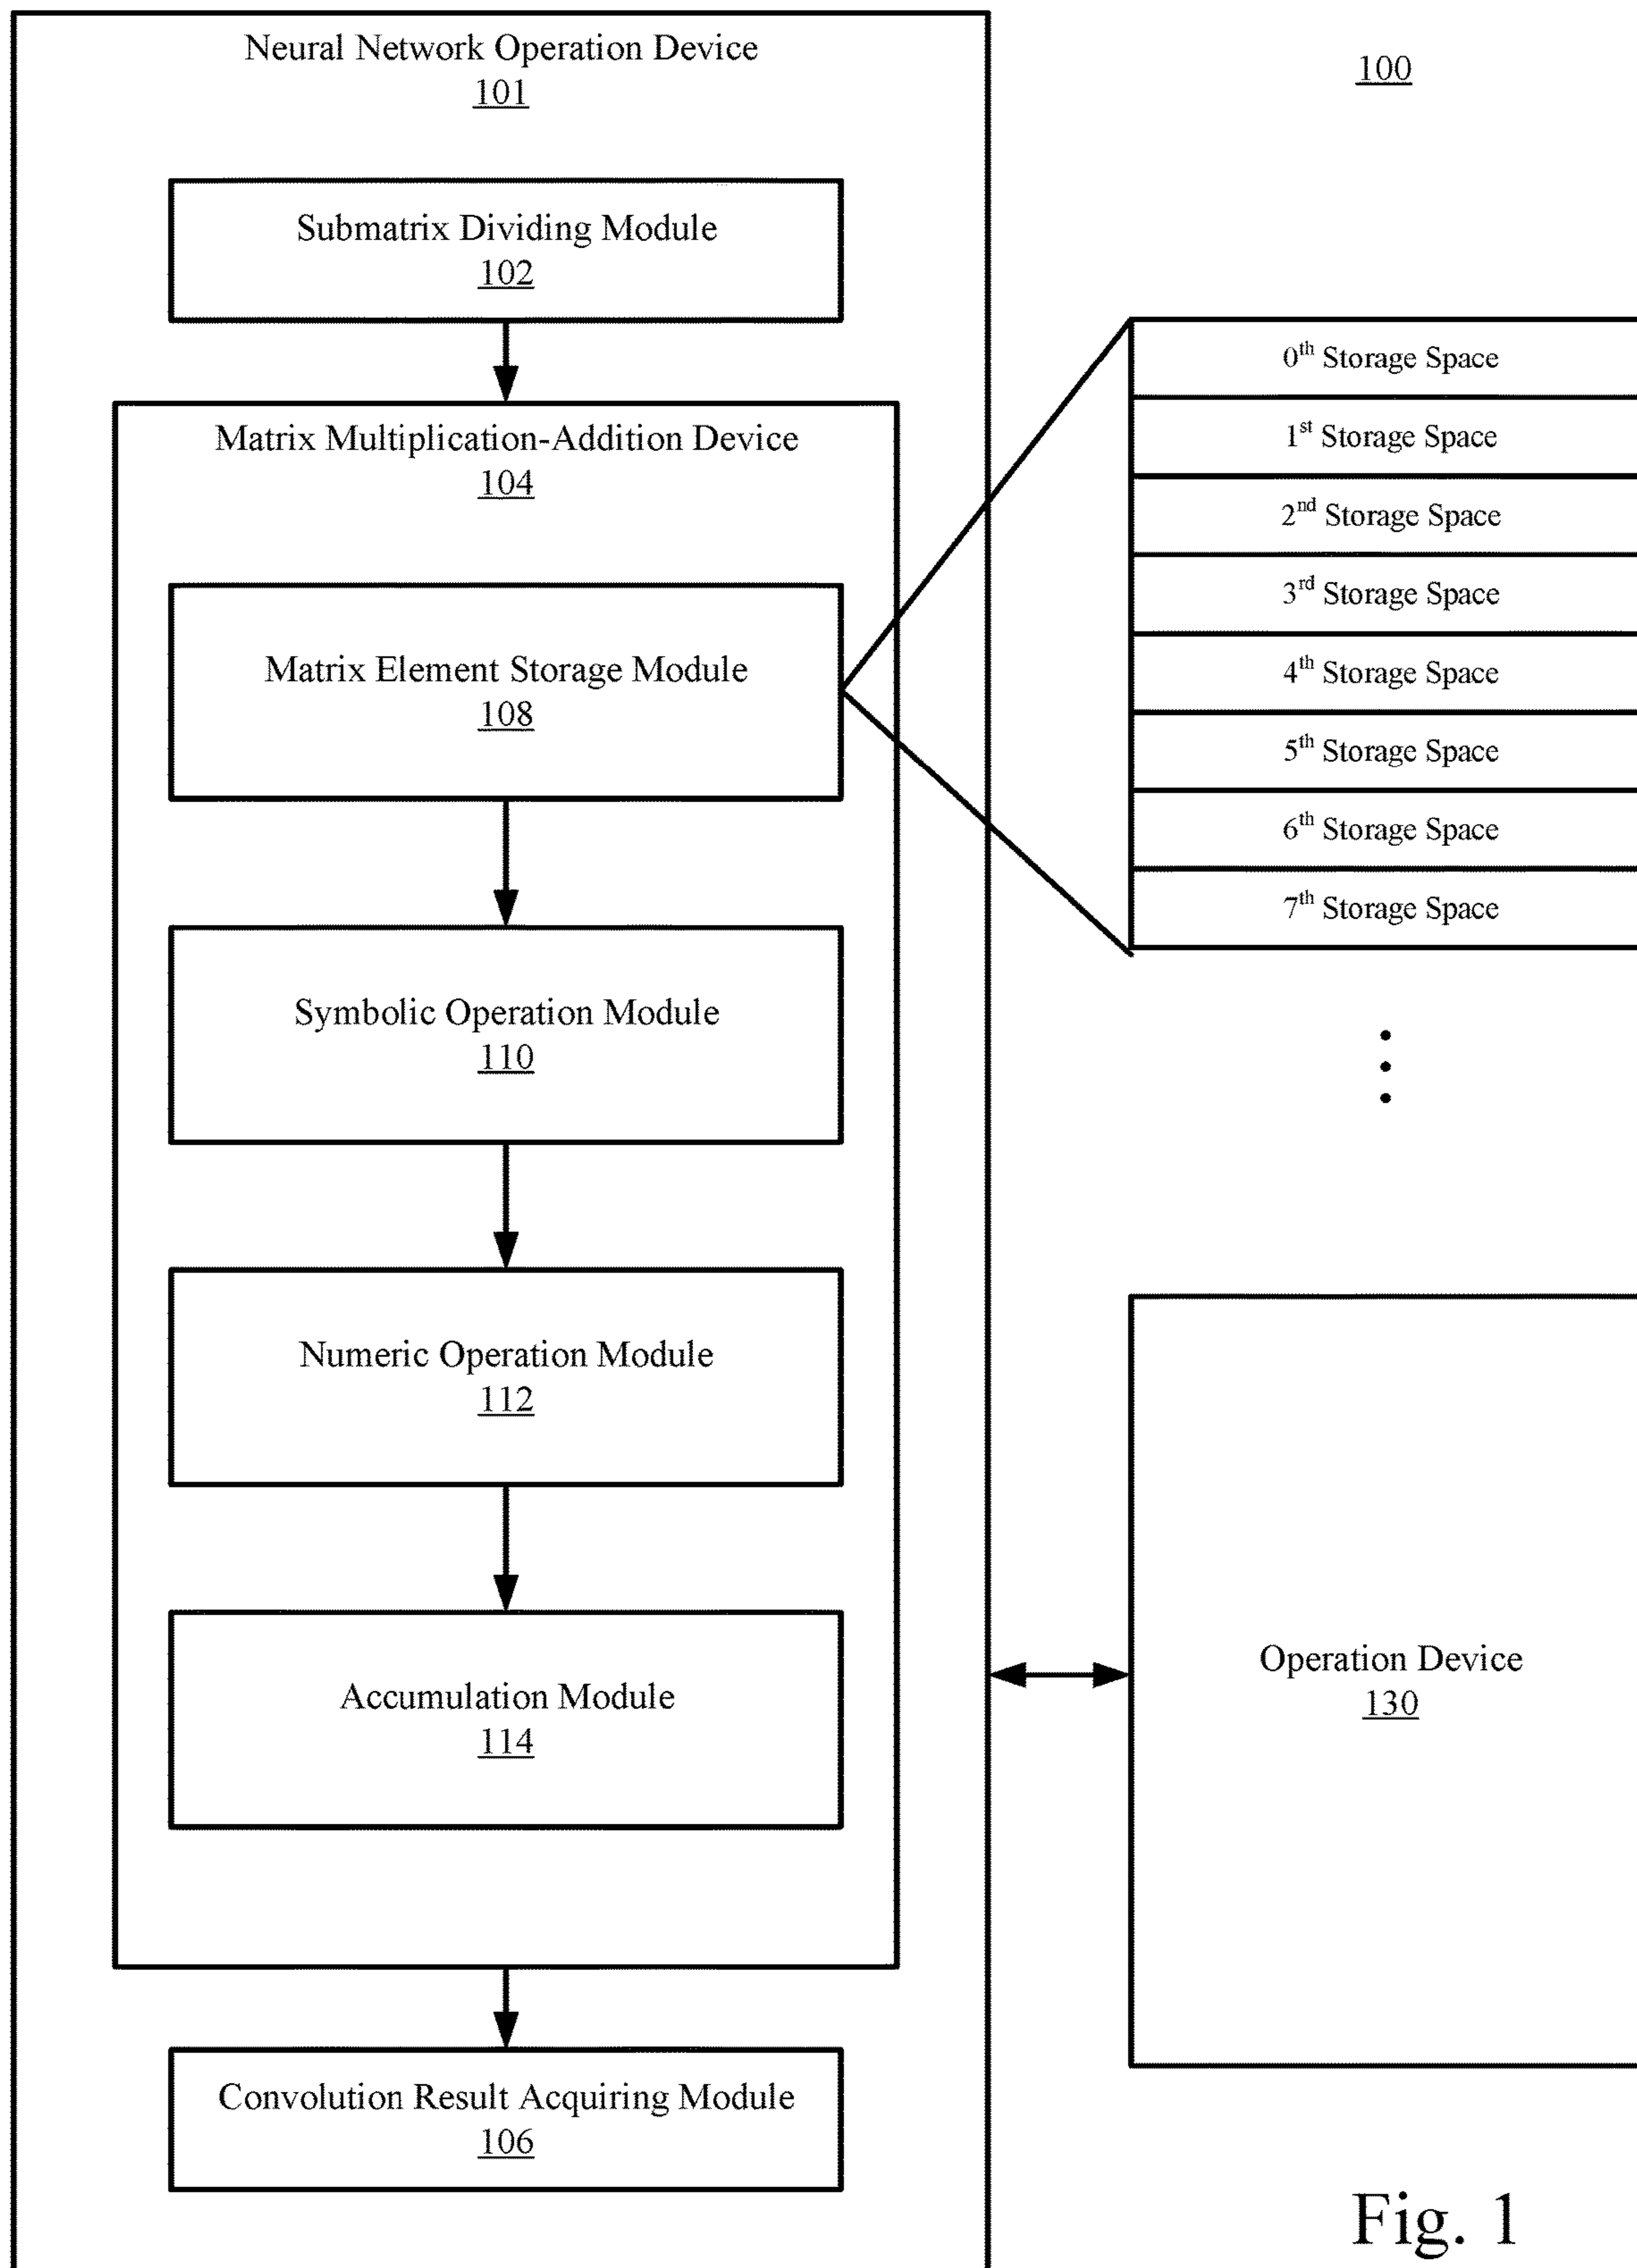 Neural Network Operation Device
101
100
Submatrix Dividing Module
102
Matrix Multiplication-Addition Device
104
Matrix Element Storage Module
108
Symbolic Operation Module
110
Numeric Operation Module
112
Accumulation Module
114
Convolution Result Acquiring Module
106
0th Storage Space
1st Storage Space
2nd Storage Space
3rd Storage Space
4th Storage Space
5th Storage Space
6th Storage Space
7th Storage Space
Operation Device
130
Fig. 1